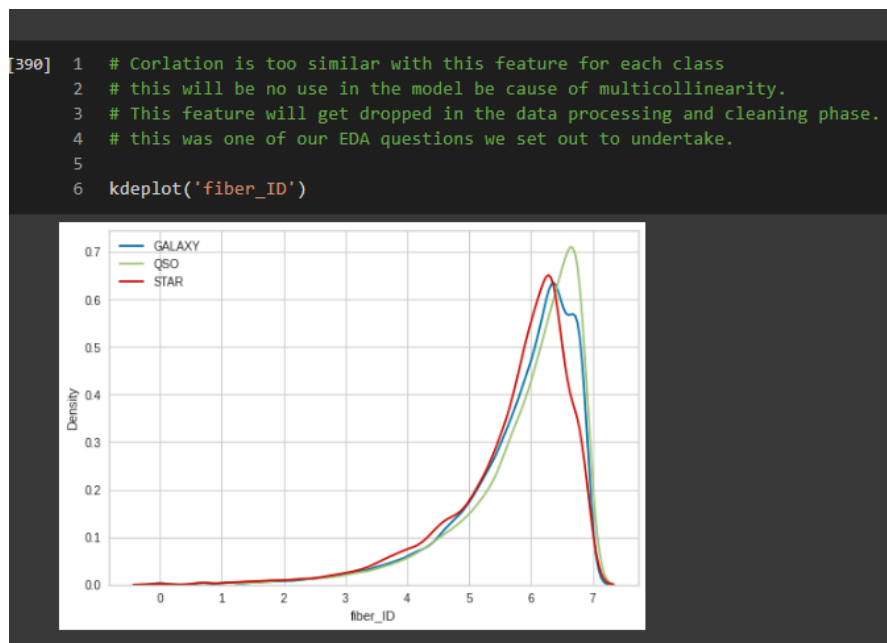 [390] 1 # Corlation is too similar with this feature for each class
2 # this will be no use in the model be cause of multicollinearity.
3 # This feature will get dropped in the data processing and cleaning phase.
4 # this was one of our EDA questions we set out to undertake.
5
6 kdeplot('fiber_ID')
GALAXY
QSO
STAR
0.7
0.6
0.5
0.4
0.3
0.2
0.1
0.0
Density
0 1 2 3 4 5 6 7
fiber_ID